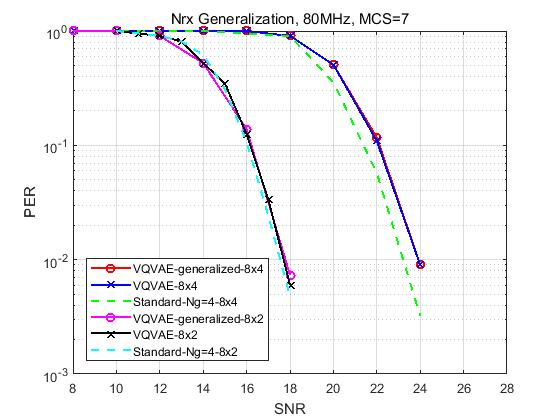 Nrx Generalization, 80MHz, MCS=7
10^0
10^-1
10^-2
10^-3
PER
VQVAE-generalized-8x4
VQVAE-8x4
Standard-Ng=4-8x4
VQVAE-generalized-8x2
VQVAE-8x2
Standard-Ng=4-8x2
8 10 12 14 16 18 20 22 24 26 28
SNR